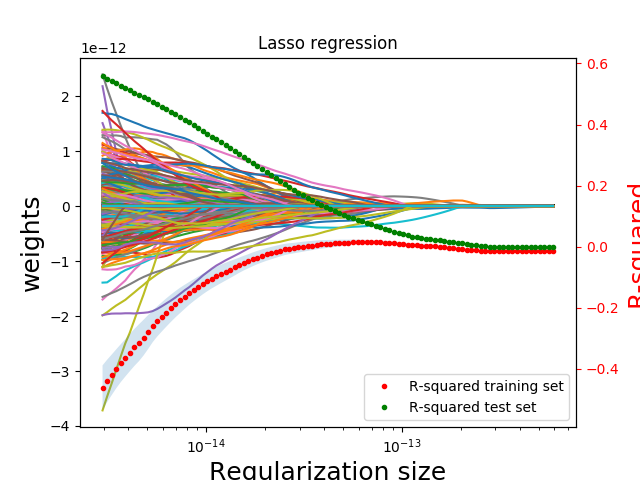 Lasso regression
1e−12
2
1
0
−1
−2
−3
−4
weights
0.6
0.4
0.2
0.0
−0.2
−0.4
R-squared
R-squared training set
R-squared test set
10−14
10−13
Regularization size